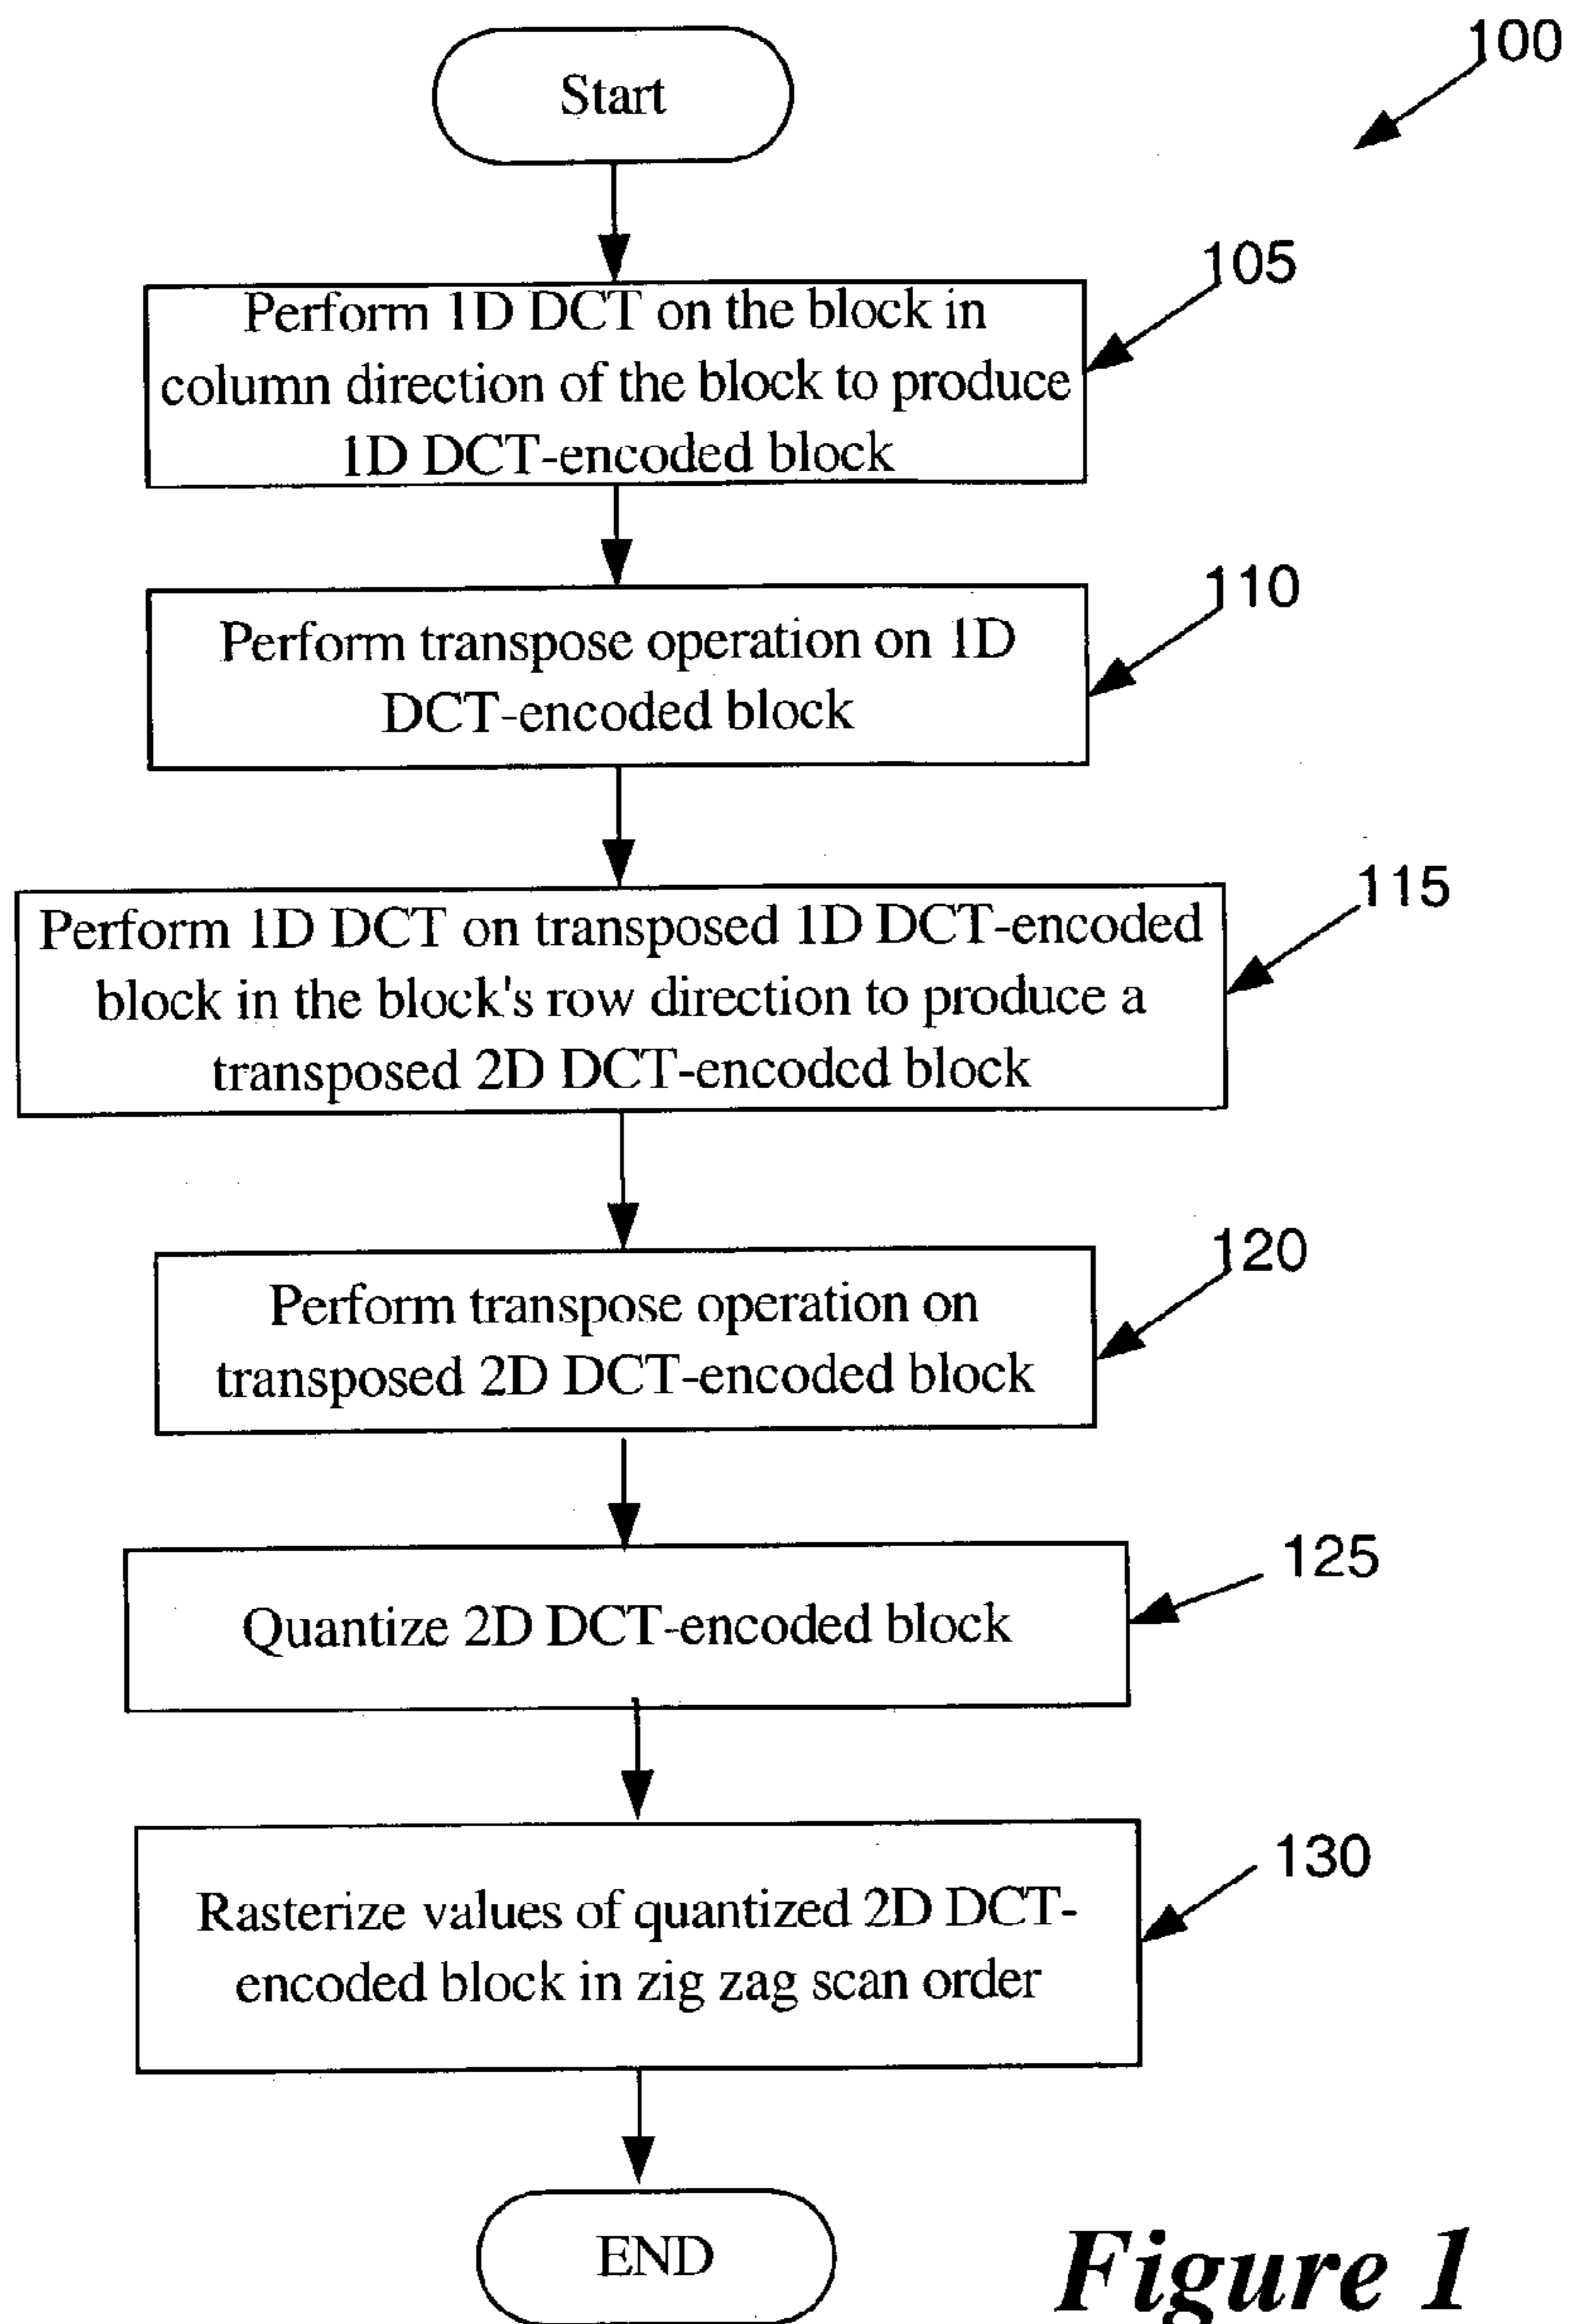 100
Start
105
Perform 1D DCT on the block in
column direction of the block to produce
1D DCT-encoded block
110
Perform transpose operation on 1D
DCT-encoded block
115
Perform 1D DCT on transposed 1D DCT-encoded
block in the block's row direction to produce a
transposed 2D DCT-encoded block
120
Perform transpose operation on
transposed 2D DCT-encoded block
125
Quantize 2D DCT-encoded block
130
Rasterize values of quantized 2D DCT-
encoded block in zig zag scan order
END
Figure 1